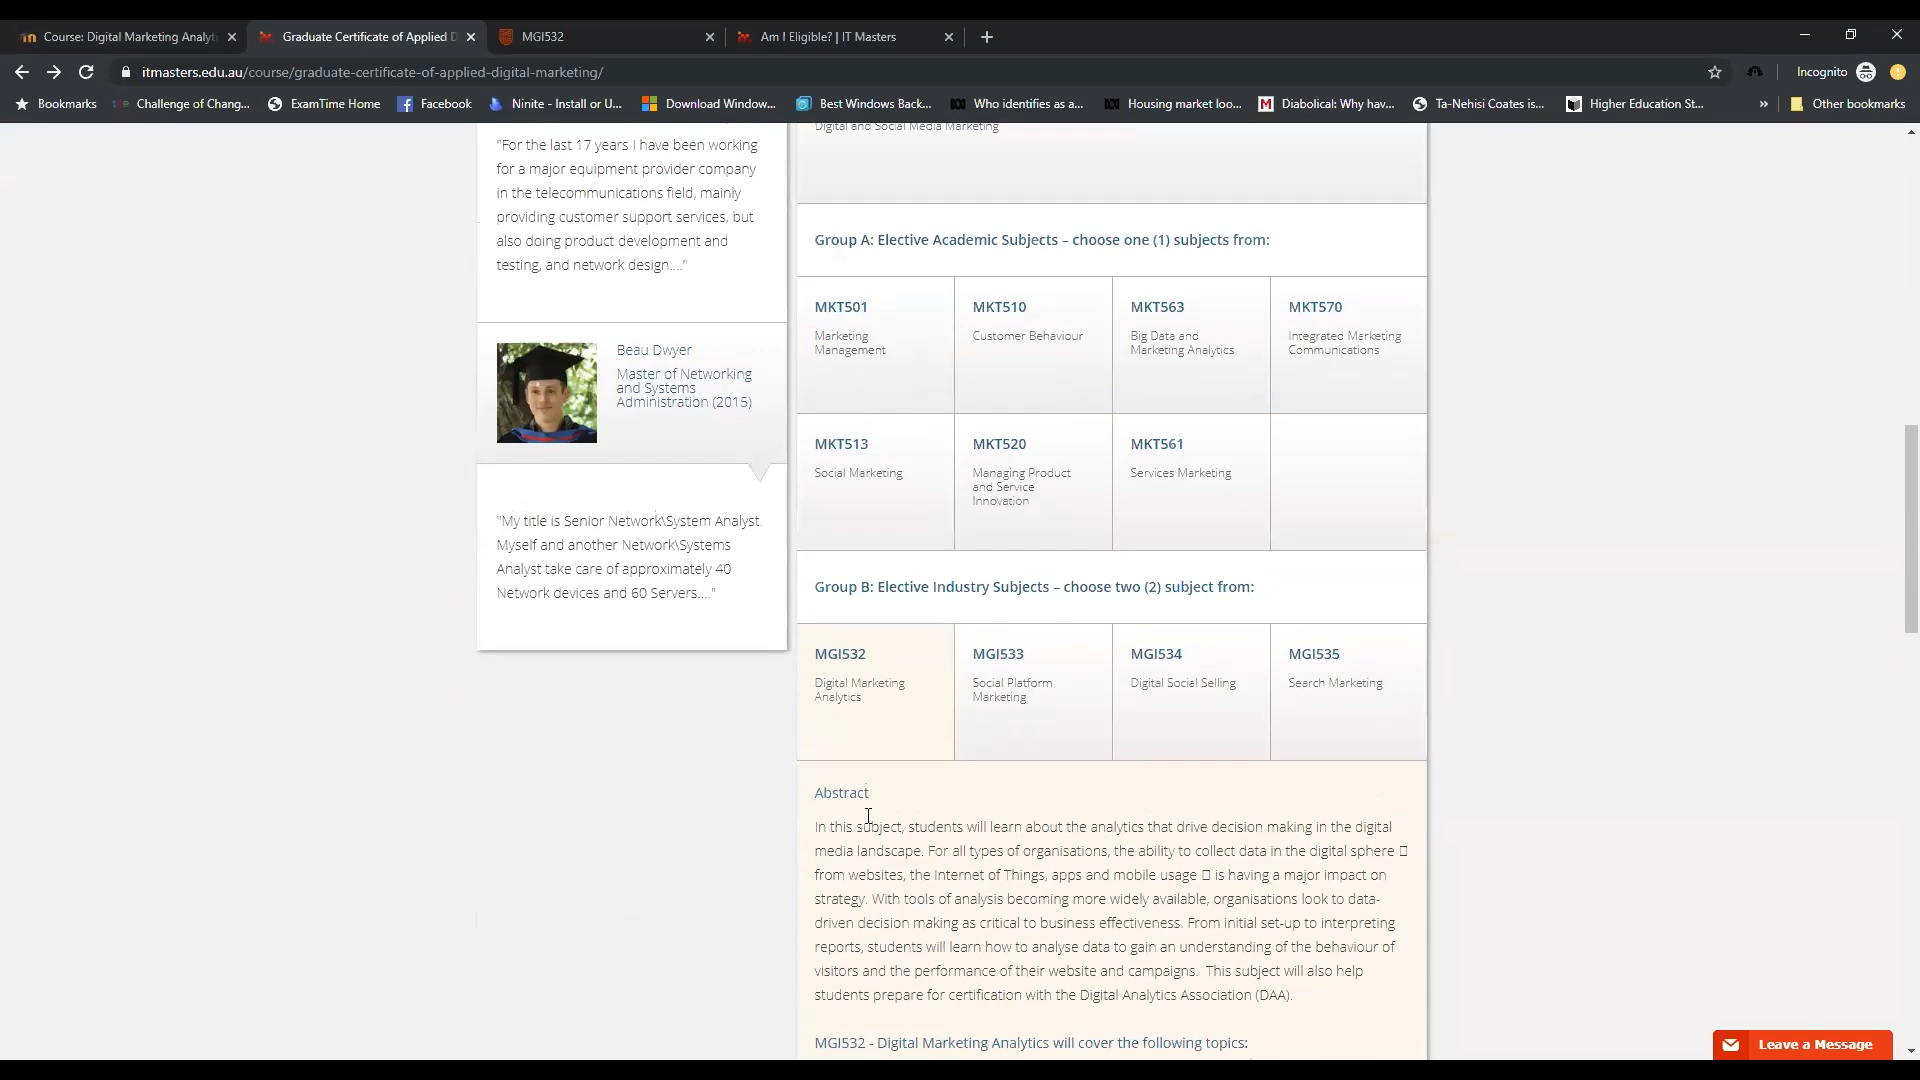 Course: Digital Marketing Analyti
Graduate Certificate of Applied D
MGI532
Am I Eligible? | IT Masters
itmasters.edu.au/course/graduate-certificate-of-applied-digital-marketing/
Incognito
Bookmarks
Challenge of Chang...
ExamTime Home
Facebook
Ninite - Install or U...
Download Window...
Best Windows Back...
Who identifies as a...
Housing market loo...
Diabolical: Why hav...
Ta-Nehisi Coates is...
Higher Education St...
»
Other bookmarks
Digital and Social Media Marketing
"For the last 17 years I have been working
for a major equipment provider company
in the telecommunications field, mainly
providing customer support services, but
also doing product development and
testing, and network design...."
Beau Dwyer
Master of Networking
and Systems
Administration (2015)
"My title is Senior Network\System Analyst.
Myself and another Network\Systems
Analyst take care of approximately 40
Network devices and 60 Servers...."
Group A: Elective Academic Subjects – choose one (1) subjects from:
MKT501
Marketing
Management
MKT510
Customer Behaviour
MKT563
Big Data and
Marketing Analytics
MKT570
Integrated Marketing
Communications
MKT513
Social Marketing
MKT520
Managing Product
and Service
Innovation
MKT561
Services Marketing
Group B: Elective Industry Subjects – choose two (2) subject from:
MGI532
Digital Marketing
Analytics
MGI533
Social Platform
Marketing
MGI534
Digital Social Selling
MGI535
Search Marketing
Abstract
In this subject, students will learn about the analytics that drive decision making in the digital
media landscape. For all types of organisations, the ability to collect data in the digital sphere
from websites, the Internet of Things, apps and mobile usage is having a major impact on
strategy. With tools of analysis becoming more widely available, organisations look to data-
driven decision making as critical to business effectiveness. From initial set-up to interpreting
reports, students will learn how to analyse data to gain an understanding of the behaviour of
visitors and the performance of their website and campaigns. This subject will also help
students prepare for certification with the Digital Analytics Association (DAA).
MGI532 - Digital Marketing Analytics will cover the following topics:
Leave a Message